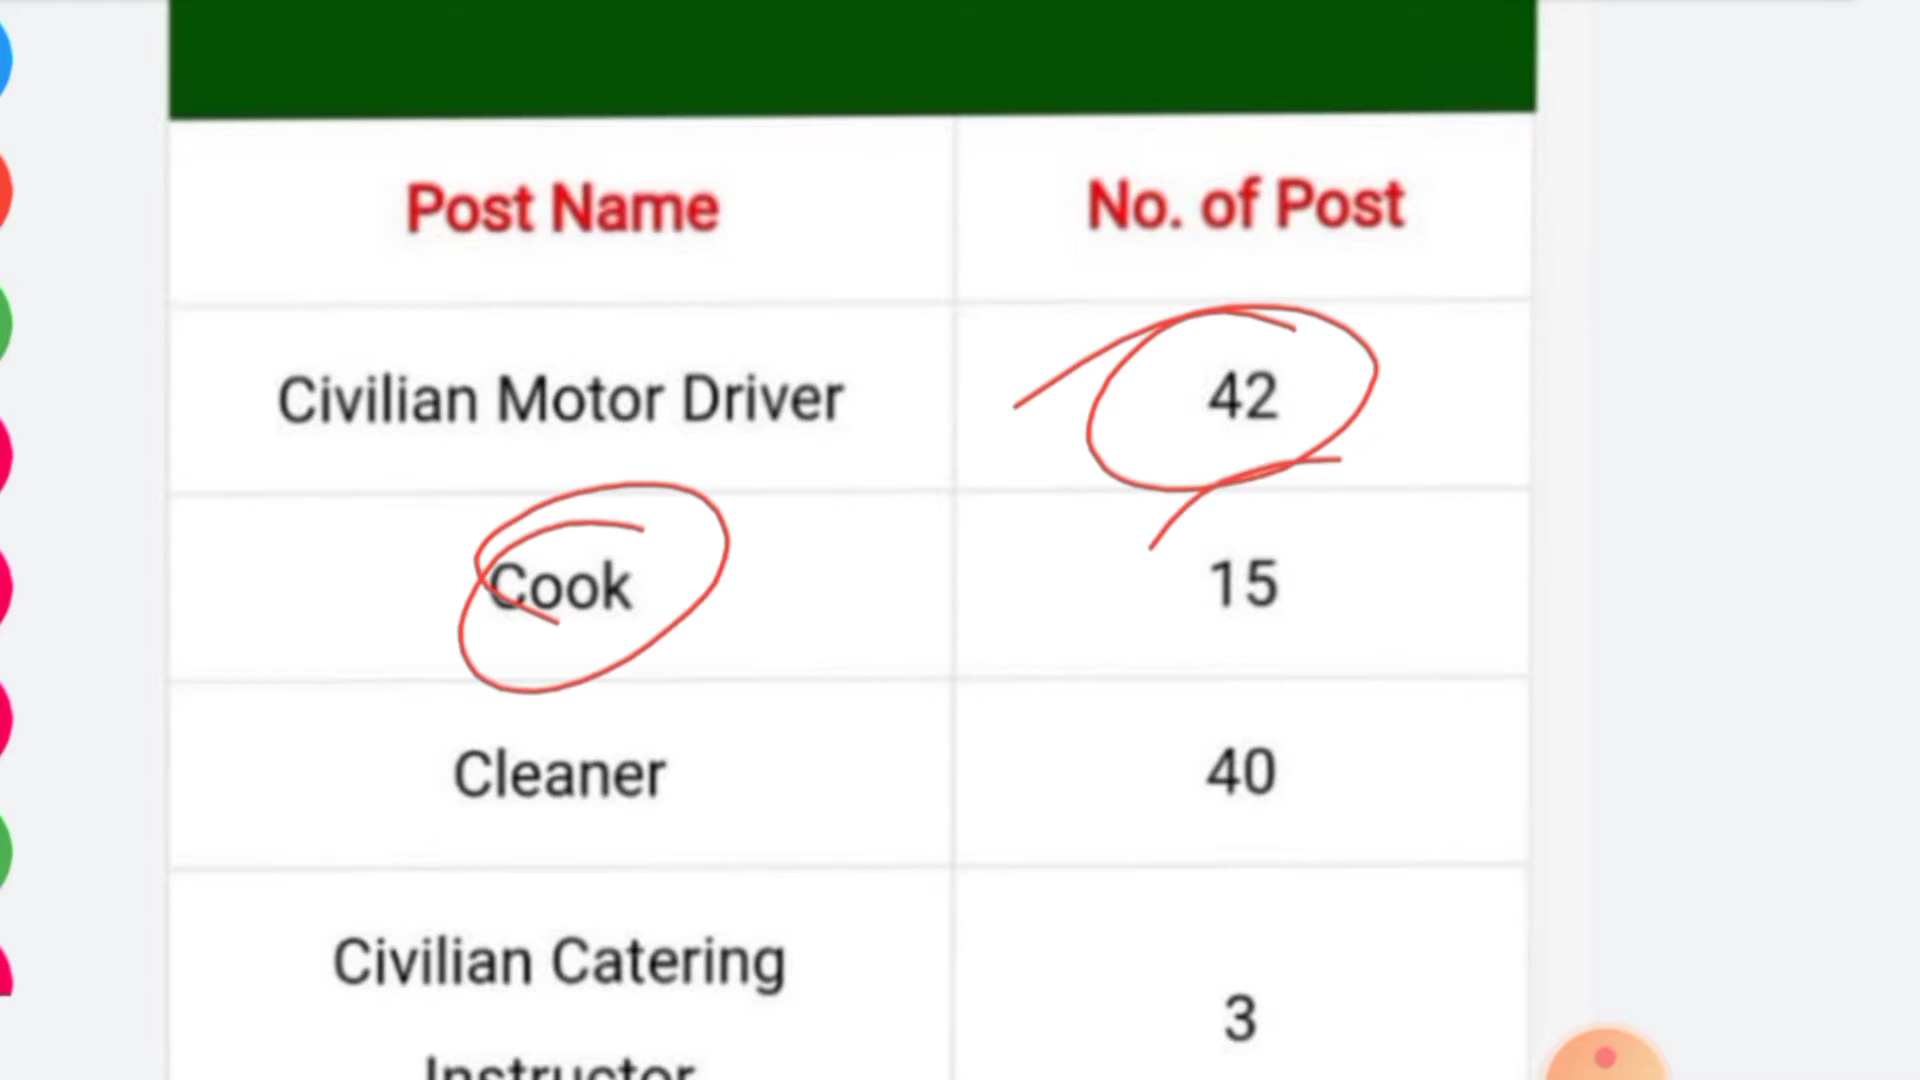 Post Name No. of Post
Civilian Motor Driver 42
Cook 15
Cleaner 40
Civilian Catering
Instructor 3